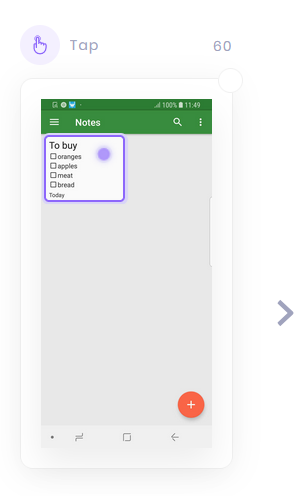 Tap
60
100% 11:49
Notes
To buy
oranges
apples
meat
bread
Today